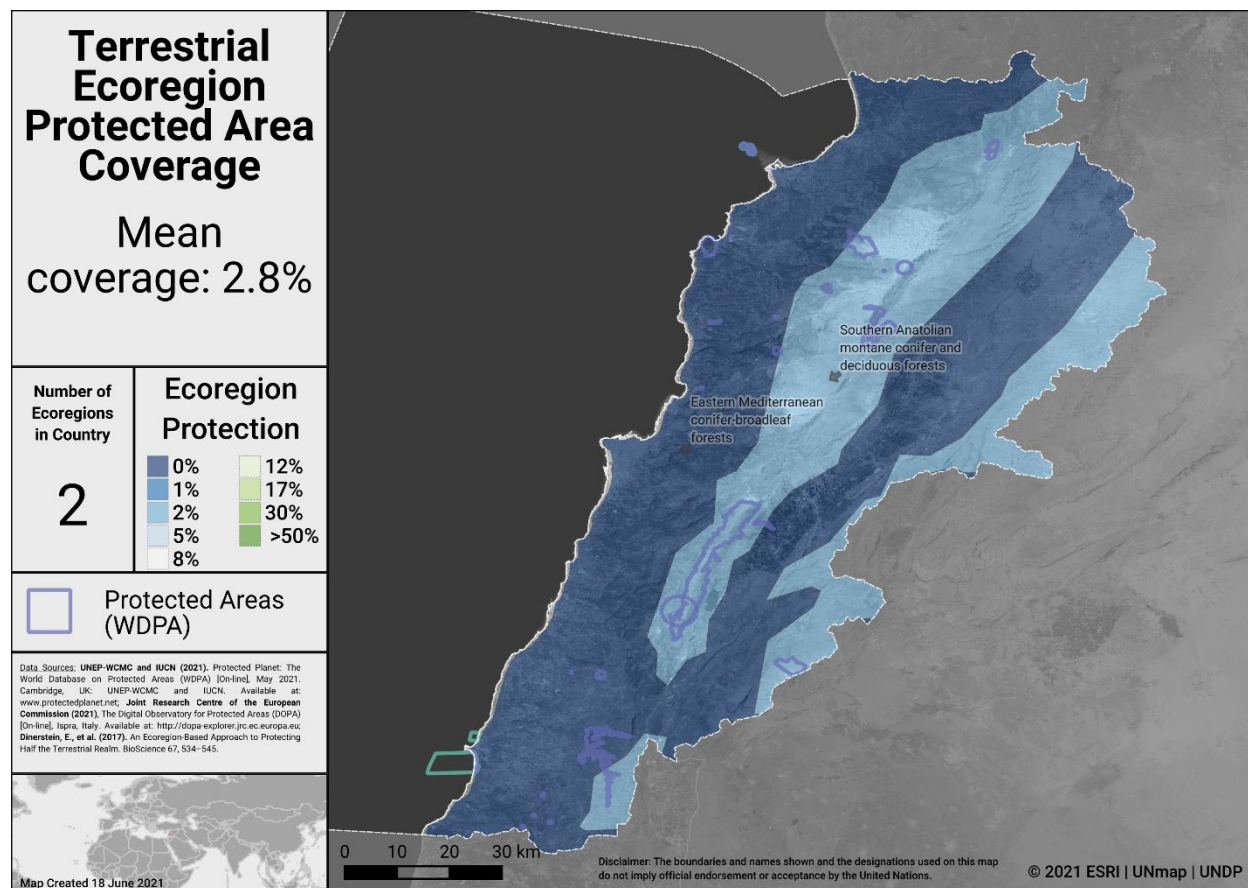 Terrestrial
Ecoregion
Protected Area
Coverage
Mean
coverage: 2.8%
Number of
Ecoregions
in Country
2
Ecoregion
Protection
0%
1%
2%
5%
8%
12%
17%
30%
>50%
Protected Areas
(WDPA)
Data Sources: UNEP-WCMC and IUCN (2021). Protected Planet: The
World Database on Protected Areas (WDPA) [On-line], May 2021.
Cambridge, UK: UNEP-WCMC and IUCN. Available at:
www.protectedplanet.net; Joint Research Centre of the European
Commission (2021), The Digital Observatory for Protected Areas (DOPA)
[On-line], Ispra, Italy. Available at: http://dopa-explorer.jrc.ec.europa.eu;
Dinerstein, E., et al. (2017). An Ecoregion-Based Approach to Protecting
Half the Terrestrial Realm. BioScience 67, 534–545.
Map Created 18 June 2021
Southern Anatolian
montane conifer and
deciduous forests
Eastern Mediterranean
conifer-broadleaf
forests
0 10 20 30 km
Disclaimer: The boundaries and names shown and the designations used on this map
do not imply official endorsement or acceptance by the United Nations.
© 2021 ESRI | UNmap | UNDP